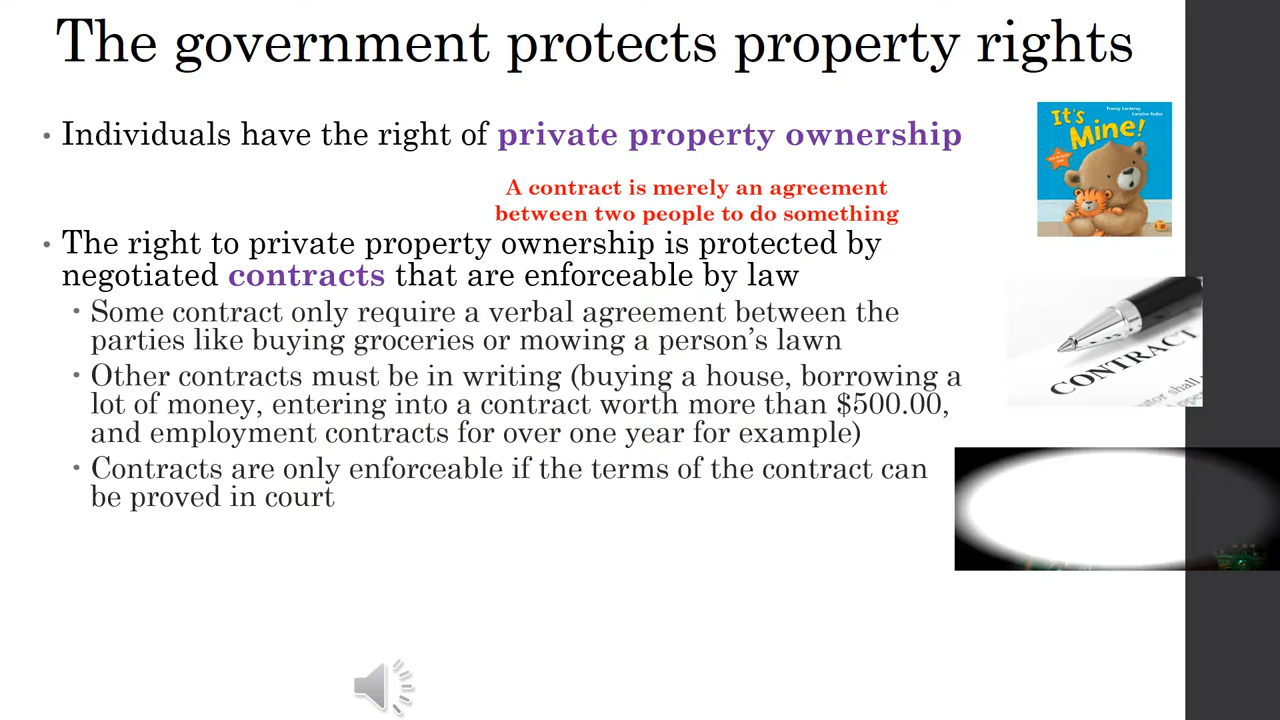 The government protects property rights
• Individuals have the right of private property ownership
A contract is merely an agreement
between two people to do something
• The right to private property ownership is protected by
negotiated contracts that are enforceable by law
• Some contract only require a verbal agreement between the
parties like buying groceries or mowing a person’s lawn
• Other contracts must be in writing (buying a house, borrowing a
lot of money, entering into a contract worth more than $500.00,
and employment contracts for over one year for example)
• Contracts are only enforceable if the terms of the contract can
be proved in court
Tracey Corderoy
Caroline Pedler
It's
Mine!
CONTRACT
shall